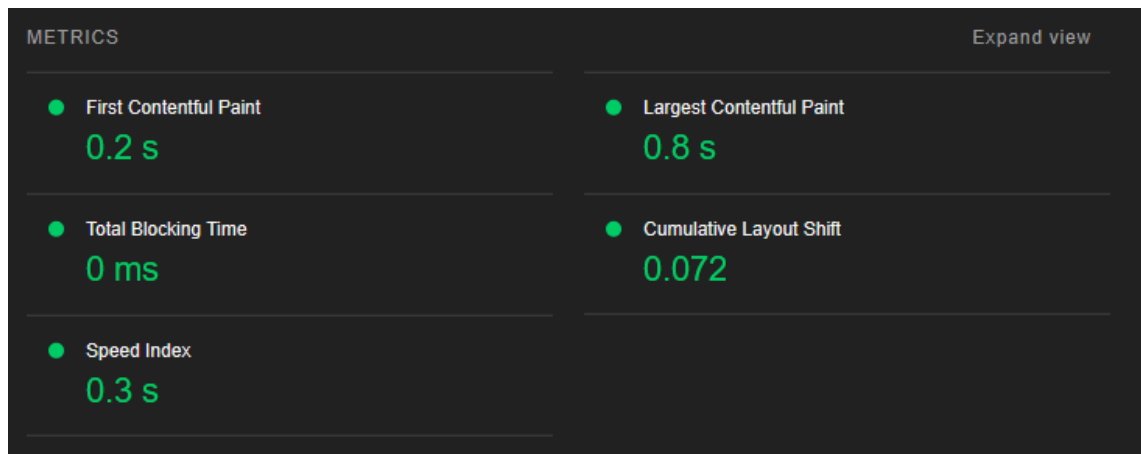 METRICS
Expand view
First Contentful Paint
0.2 s
Largest Contentful Paint
0.8 s
Total Blocking Time
0 ms
Cumulative Layout Shift
0.072
Speed Index
0.3 s